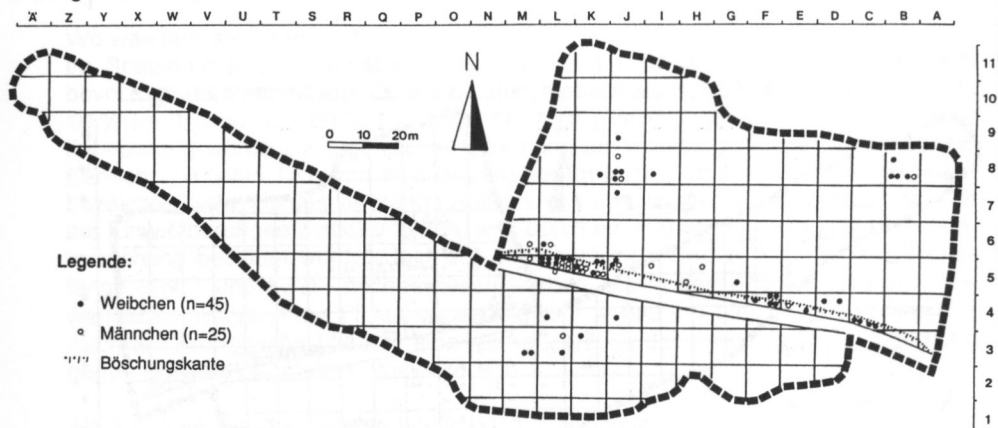 Ä Z Y X W V U T S R Q P O N M L K J H G F E D C B A
N
0 10 20m
11
10
9
8
7
6
5
4
3
2
1
Legende:
Weibchen (n=45)
Männchen (n=25)
Böschungskante